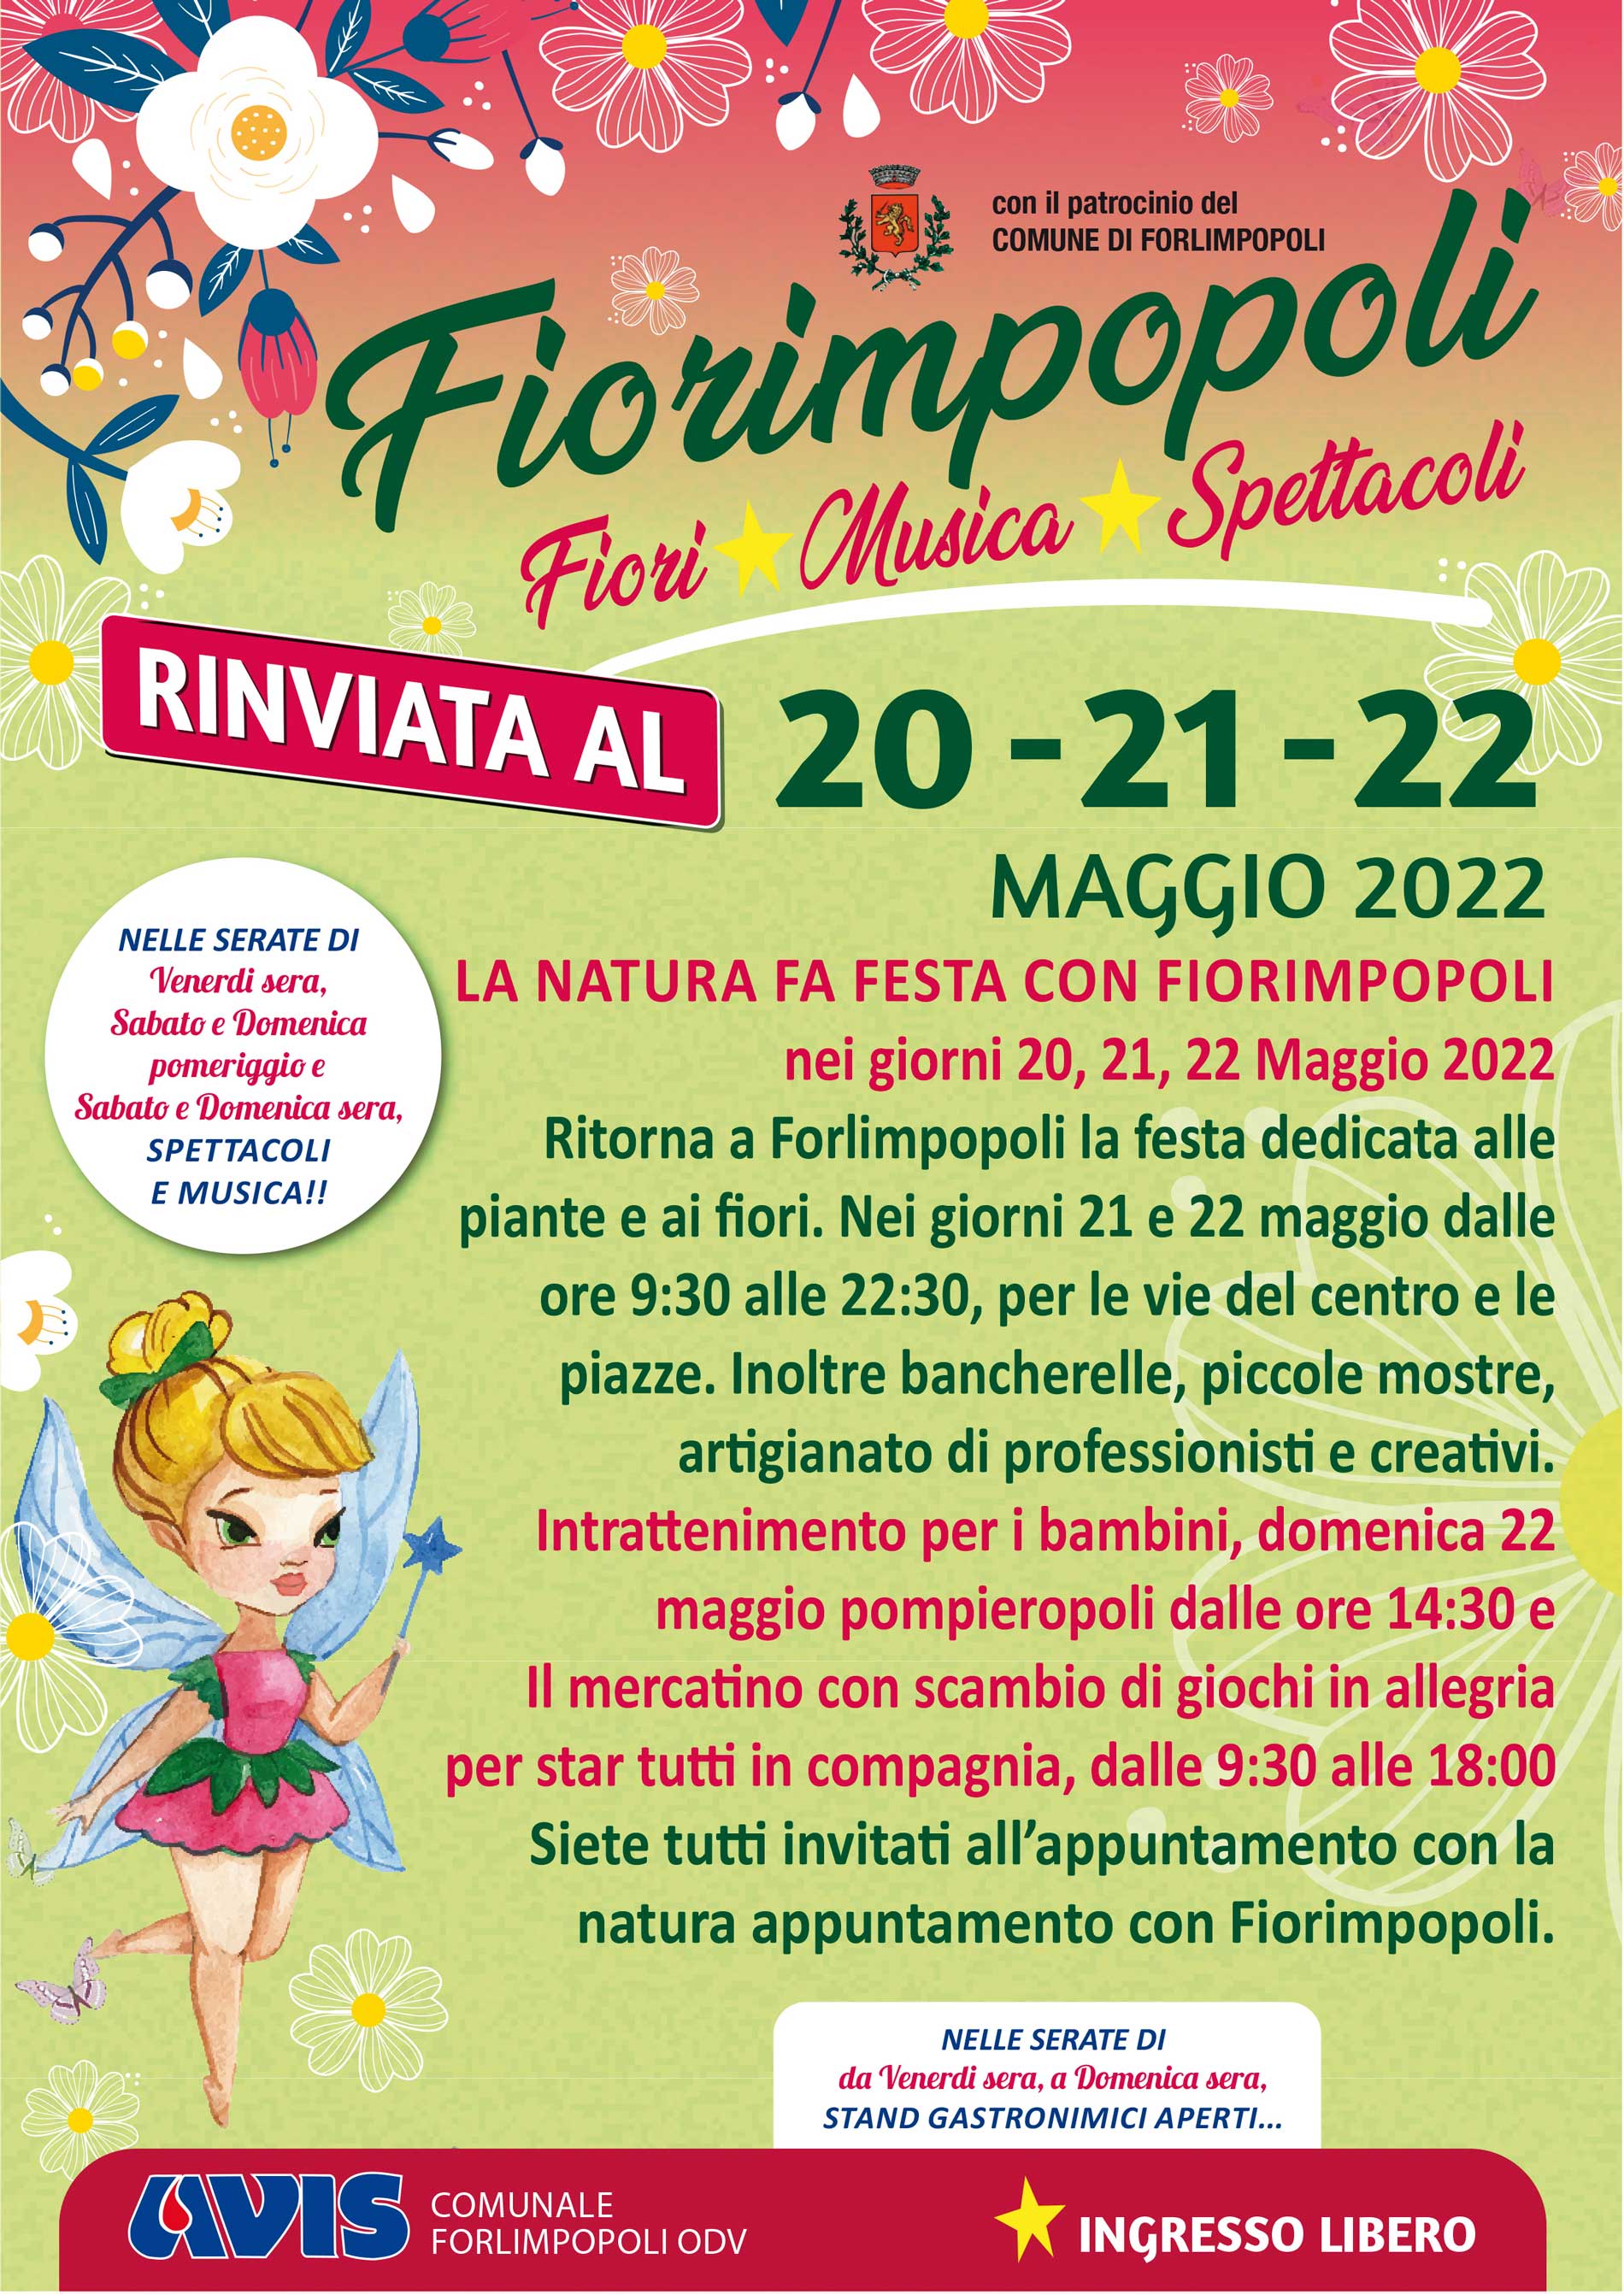 con il patrocinio del
COMUNE DI FORLIMPOPOLI
Fiorimpopoli
Fiori Musica Spettacoli
RINVIATA AL
20 - 21 - 22
MAGGIO 2022
NELLE SERATE DI
Venerdi sera,
Sabato e Domenica
pomeriggio e
Sabato e Domenica sera,
SPETTACOLI
E MUSICA!!
LA NATURA FA FESTA CON FIORIMPOPOLI
nei giorni 20, 21, 22 Maggio 2022
Ritorna a Forlimpopoli la festa dedicata alle
piante e ai fiori. Nei giorni 21 e 22 maggio dalle
ore 9:30 alle 22:30, per le vie del centro e le
piazze. Inoltre bancherelle, piccole mostre,
artigianato di professionisti e creativi.
Intrattenimento per i bambini, domenica 22
maggio pompieropoli dalle ore 14:30 e
Il mercatino con scambio di giochi in allegria
per star tutti in compagnia, dalle 9:30 alle 18:00
Siete tutti invitati all’appuntamento con la
natura appuntamento con Fiorimpopoli.
NELLE SERATE DI
da Venerdi sera, a Domenica sera,
STAND GASTRONIMICI APERTI...
AVIS
COMUNALE
FORLIMPOPOLI ODV
INGRESSO LIBERO